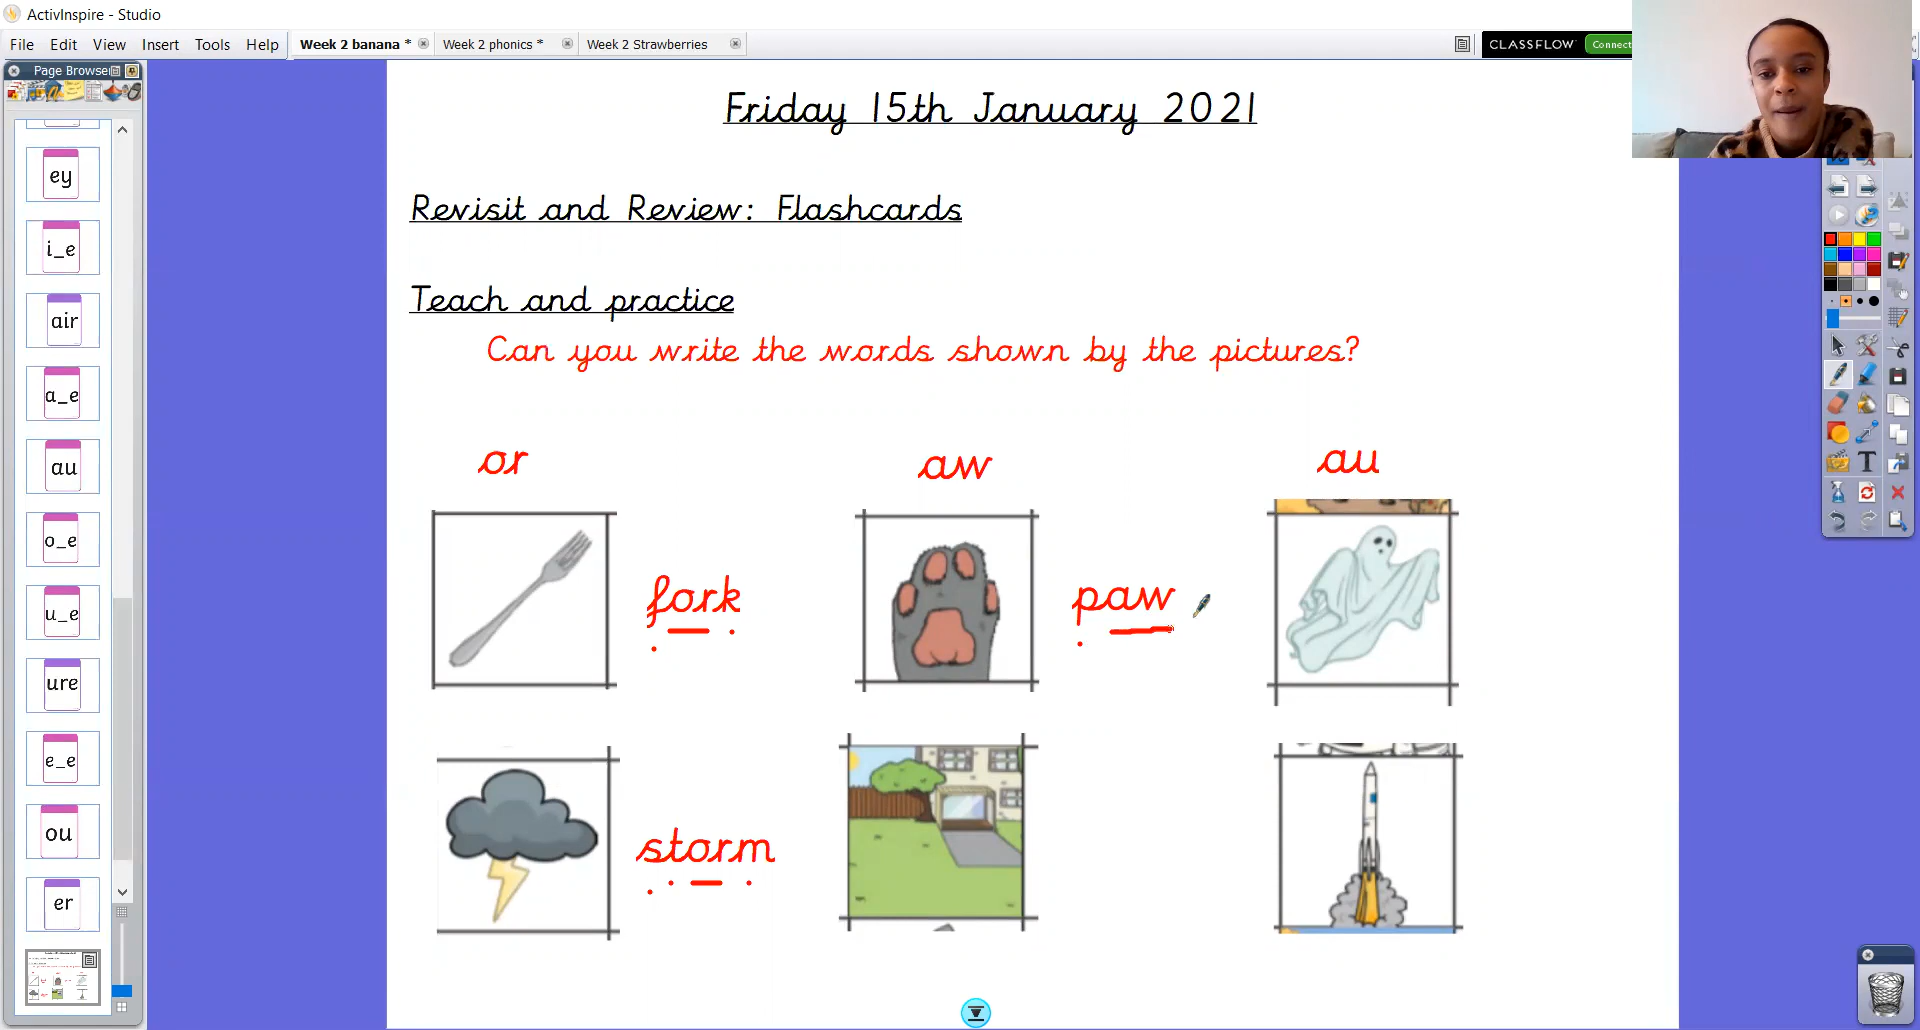 ActivInspire - Studio
File Edit View Insert Tools Help
Week 2 banana * Week 2 phonics * Week 2 Strawberries
CLASSFLOW Connect
Page Browser
ey
i_e
air
a_e
au
o_e
u_e
ure
e_e
ou
er
Friday 15th January 2021
Revisit and Review: Flashcards
Teach and practice
Can you write the words shown by the pictures?
or aw au
fork paw
storm